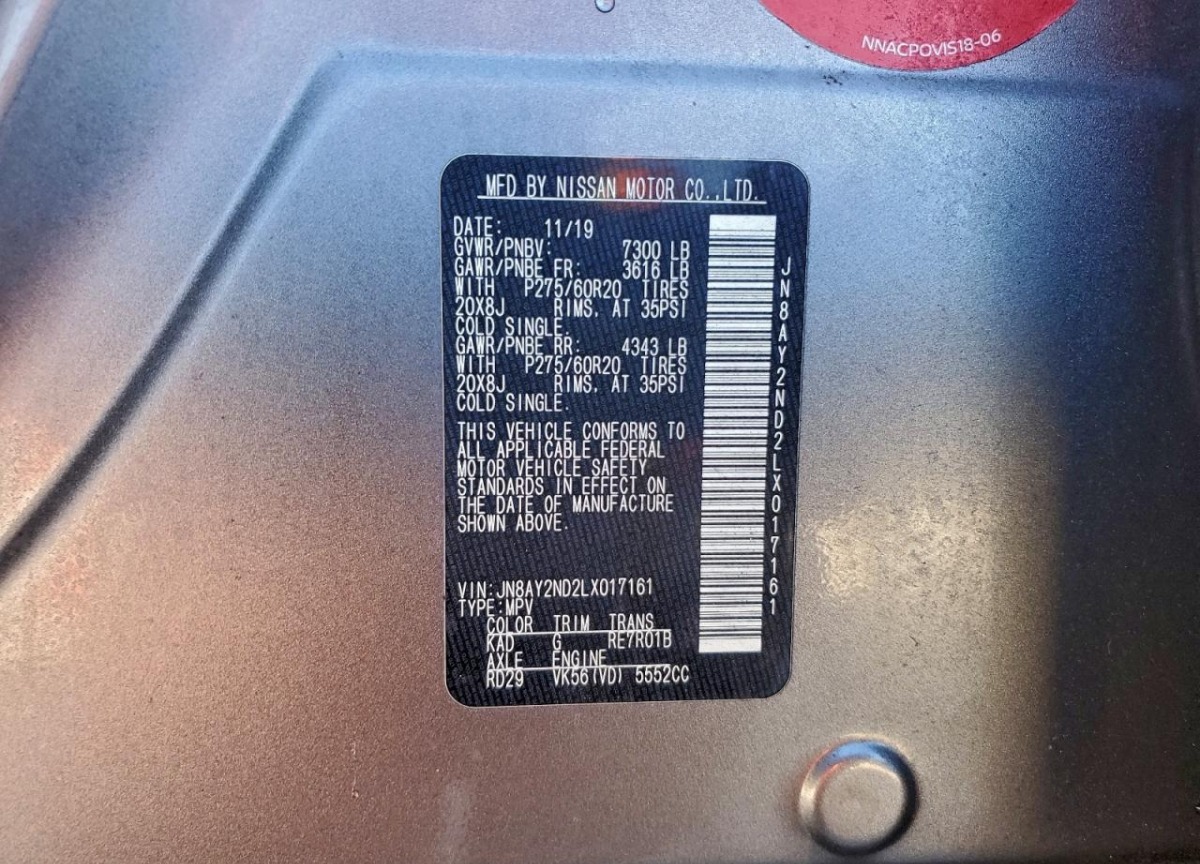 NNACPOVIS18-06
MFD BY NISSAN MOTOR CO.,LTD.
DATE: 11/19
GVWR/PNBV: 7300 LB
GAWR/PNBE FR: 3616 LB
WITH P275/60R20 TIRES
20X8J RIMS. AT 35PSI
COLD SINGLE.
GAWR/PNBE RR: 4343 LB
WITH P275/60R20 TIRES
20X8J RIMS. AT 35PSI
COLD SINGLE.
THIS VEHICLE CONFORMS TO
ALL APPLICABLE FEDERAL
MOTOR VEHICLE SAFETY
STANDARDS IN EFFECT ON
THE DATE OF MANUFACTURE
SHOWN ABOVE.
VIN:JN8AY2ND2LX017161
TYPE:MPV
COLOR TRIM TRANS
KAD G RE7R01B
AXLE ENGINE
RD29 VK56(VD) 5552CC
JN8AY2ND2LX017161